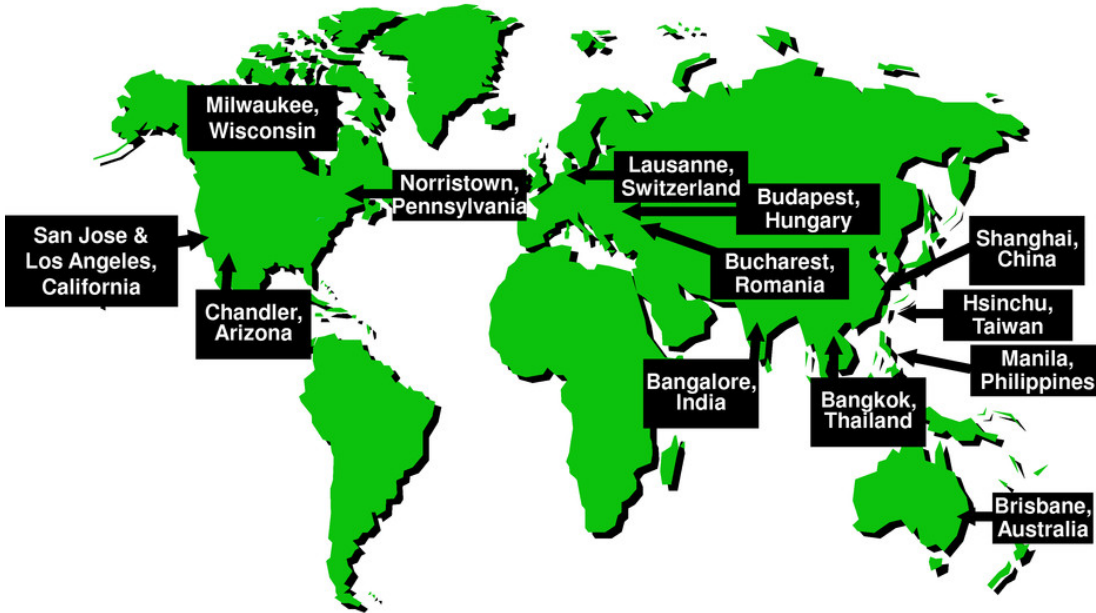 Milwaukee,
Wisconsin
Norristown,
Pennsylvania
San Jose &
Los Angeles,
California
Chandler,
Arizona
Lausanne,
Switzerland
Budapest,
Hungary
Bucharest,
Romania
Shanghai,
China
Hsinchu,
Taiwan
Manila,
Philippines
Bangalore,
India
Bangkok,
Thailand
Brisbane,
Australia